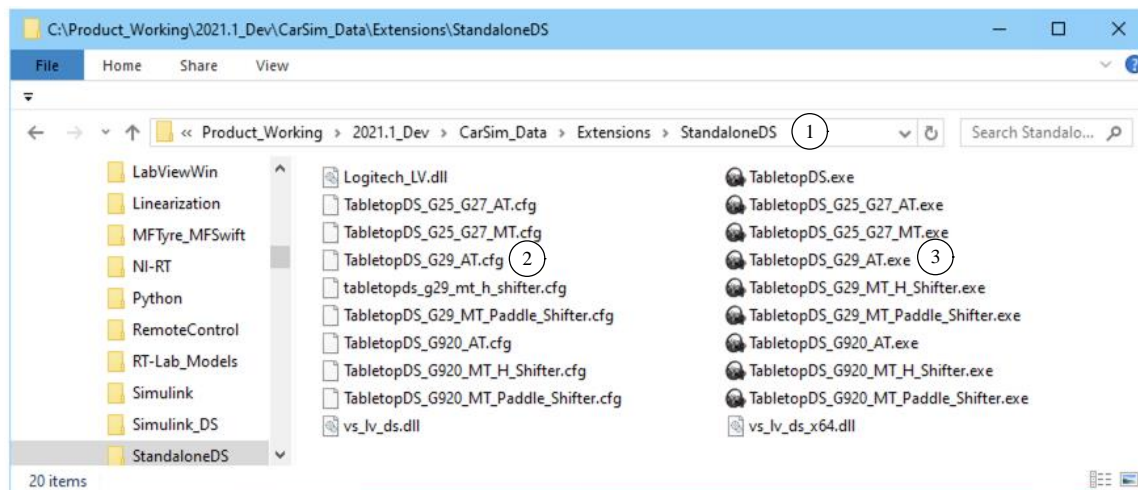 C:\Product_Working\2021.1_Dev\CarSim_Data\Extensions\StandaloneDS
File Home Share View
« Product_Working > 2021.1_Dev > CarSim_Data > Extensions > StandaloneDS 1 Search Standalo...
LabViewWin
Linearization
MFTyre_MFSwift
NI-RT
Python
RemoteControl
RT-Lab_Models
Simulink
Simulink_DS
StandaloneDS
Logitech_LV.dll
TabletopDS_G25_G27_AT.cfg
TabletopDS_G25_G27_MT.cfg
TabletopDS_G29_AT.cfg 2
tabletopds_g29_mt_h_shifter.cfg
TabletopDS_G29_MT_Paddle_Shifter.cfg
TabletopDS_G920_AT.cfg
TabletopDS_G920_MT_H_Shifter.cfg
TabletopDS_G920_MT_Paddle_Shifter.cfg
vs_lv_ds.dll
TabletopDS.exe
TabletopDS_G25_G27_AT.exe
TabletopDS_G25_G27_MT.exe
TabletopDS_G29_AT.exe 3
TabletopDS_G29_MT_H_Shifter.exe
TabletopDS_G29_MT_Paddle_Shifter.exe
TabletopDS_G920_AT.exe
TabletopDS_G920_MT_H_Shifter.exe
TabletopDS_G920_MT_Paddle_Shifter.exe
vs_lv_ds_x64.dll
20 items